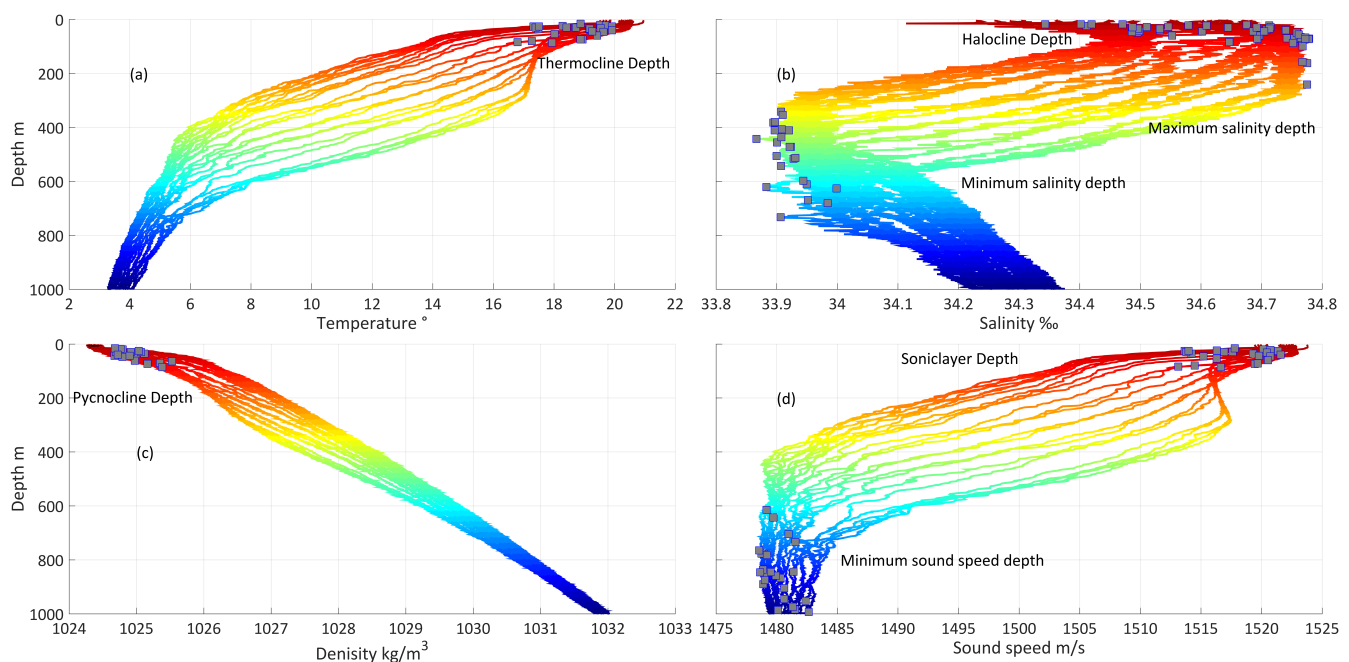 0
200
400
600
800
1000
Depth m
(a)
Thermocline Depth
2 4 6 8 10 12 14 16 18 20 22
Temperature °
(b)
Halocline Depth
Maximum salinity depth
Minimum salinity depth
33.8 33.9 34 34.1 34.2 34.3 34.4 34.5 34.6 34.7 34.8
Salinity ‰
0
200
400
600
800
1000
Depth m
Pycnocline Depth
(c)
1024 1025 1026 1027 1028 1029 1030 1031 1032 1033
Denisity kg/m³
Soniclayer Depth
(d)
Minimum sound speed depth
1475 1480 1485 1490 1495 1500 1505 1510 1515 1520 1525
Sound speed m/s